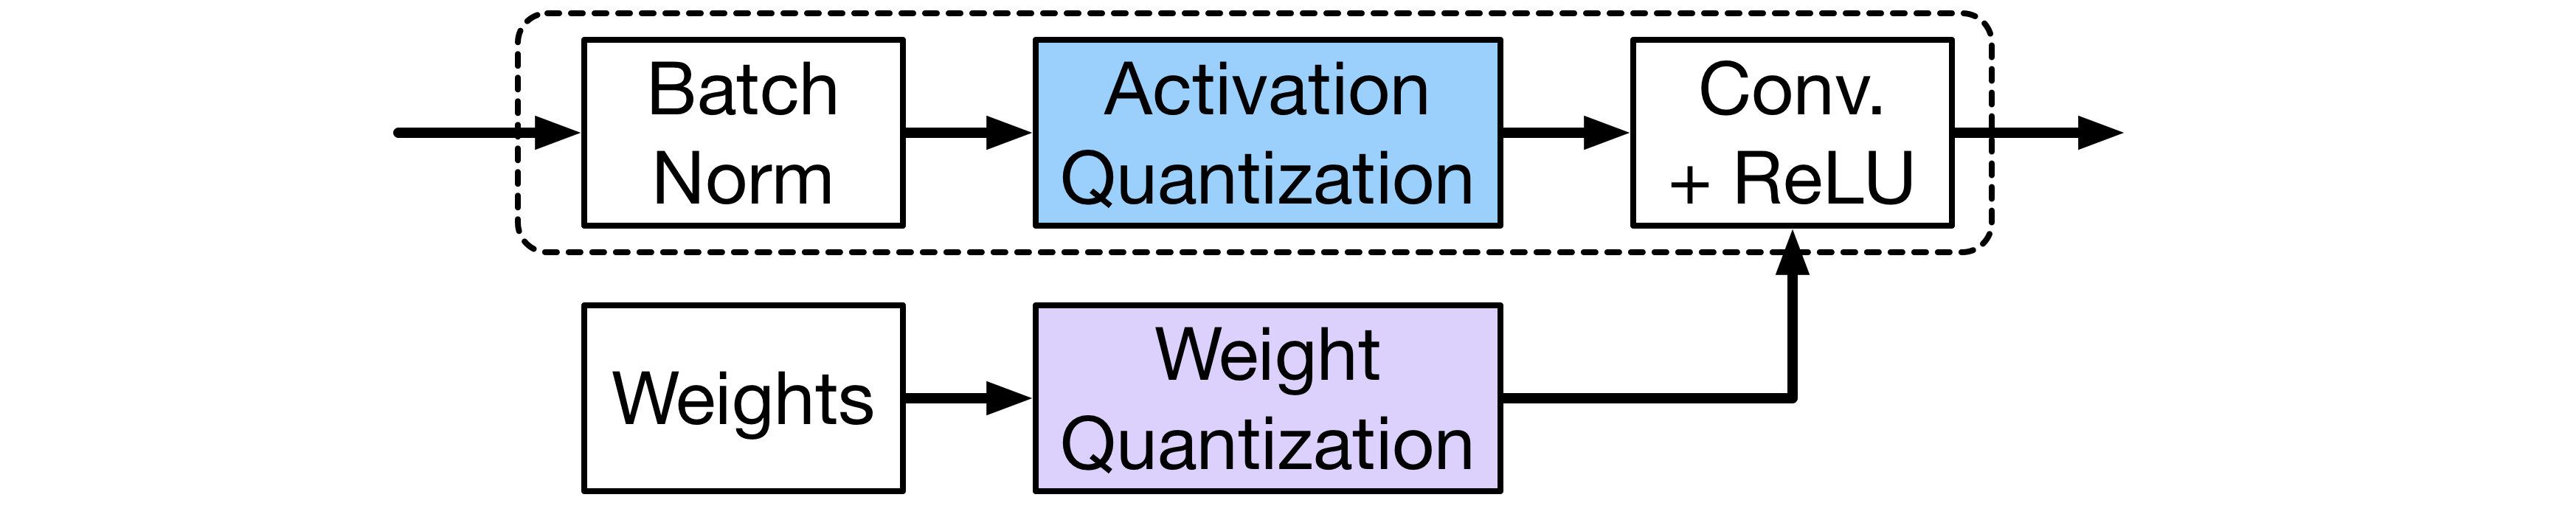 Batch
Norm
Activation
Quantization
Conv.
+ ReLU
Weights
Weight
Quantization